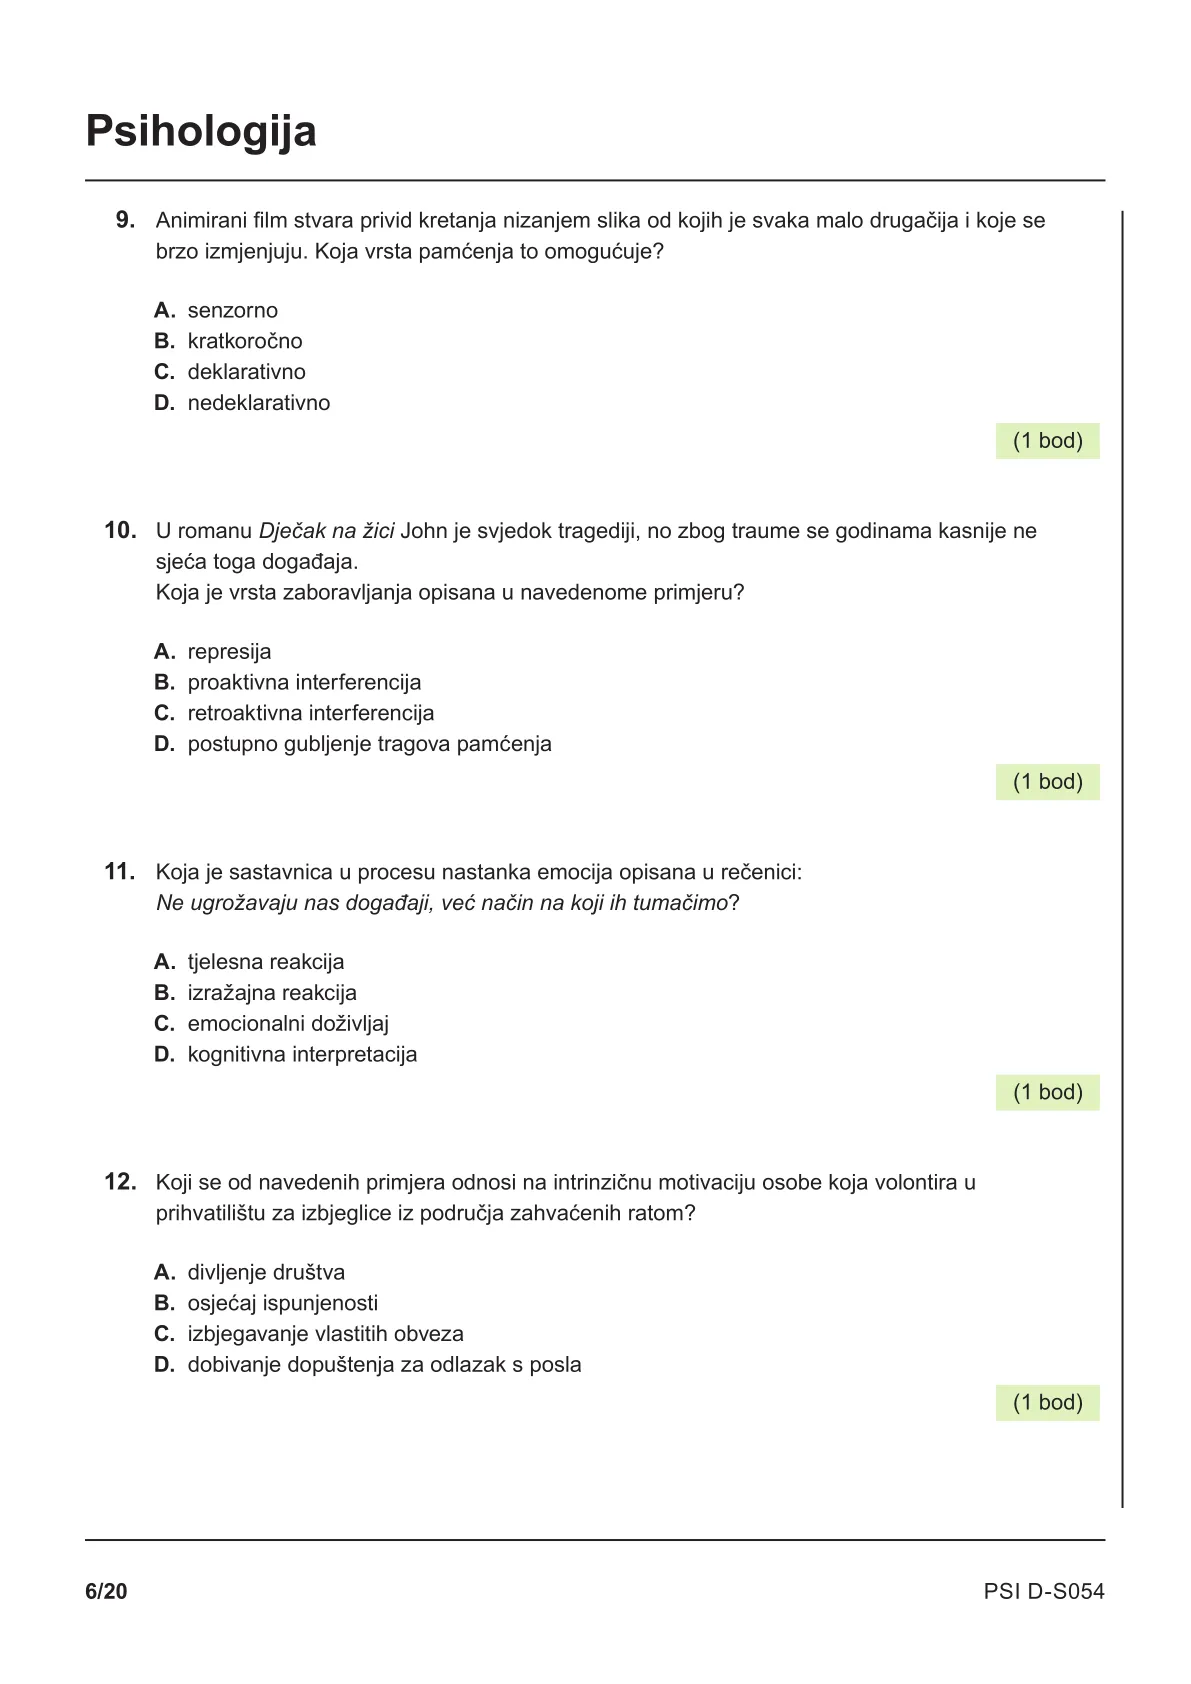 Psihologija
9. Animirani film stvara privid kretanja nizanjem slika od kojih je svaka malo drugačija i koje se
brzo izmjenjuju. Koja vrsta pamćenja to omogućuje?
A. senzorno
B. kratkoročno
C. deklarativno
D. nedeklarativno
(1 bod)
10. U romanu Dječak na žici John je svjedok tragediji, no zbog traume se godinama kasnije ne
sjeća toga događaja.
Koja je vrsta zaboravljanja opisana u navedenome primjeru?
A. represija
B. proaktivna interferencija
C. retroaktivna interferencija
D. postupno gubljenje tragova pamćenja
(1 bod)
11. Koja je sastavnica u procesu nastanka emocija opisana u rečenici:
Ne ugrožavaju nas događaji, već način na koji ih tumačimo?
A. tjelesna reakcija
B. izražajna reakcija
C. emocionalni doživljaj
D. kognitivna interpretacija
(1 bod)
12. Koji se od navedenih primjera odnosi na intrinzičnu motivaciju osobe koja volontira u
prihvatilištu za izbjeglice iz područja zahvaćenih ratom?
A. divljenje društva
B. osjećaj ispunjenosti
C. izbjegavanje vlastitih obveza
D. dobivanje dopuštenja za odlazak s posla
(1 bod)
6/20
PSI D-S054